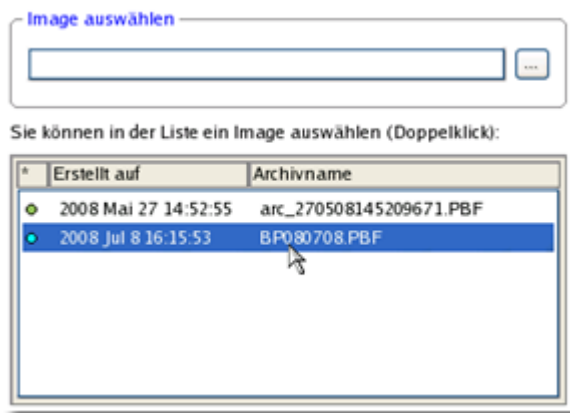 Image auswählen
...
Sie können in der Liste ein Image auswählen (Doppelklick):
* Erstellt auf Archivname
2008 Mai 27 14:52:55 arc_270508145209671.PBF
2008 Jul 8 16:15:53 BP080708.PBF